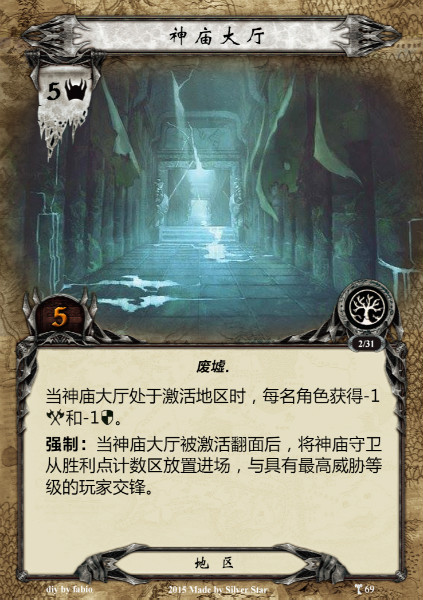 神庙大厅
5
5
2/31
废墟.
当神庙大厅处于激活地区时，每名角色获得-1
和-1。
强制：当神庙大厅被激活翻面后，将神庙守卫
从胜利点计数区放置进场，与具有最高威胁等
级的玩家交锋。
地区
diy by fabio 2015 Made by Silver Star 69